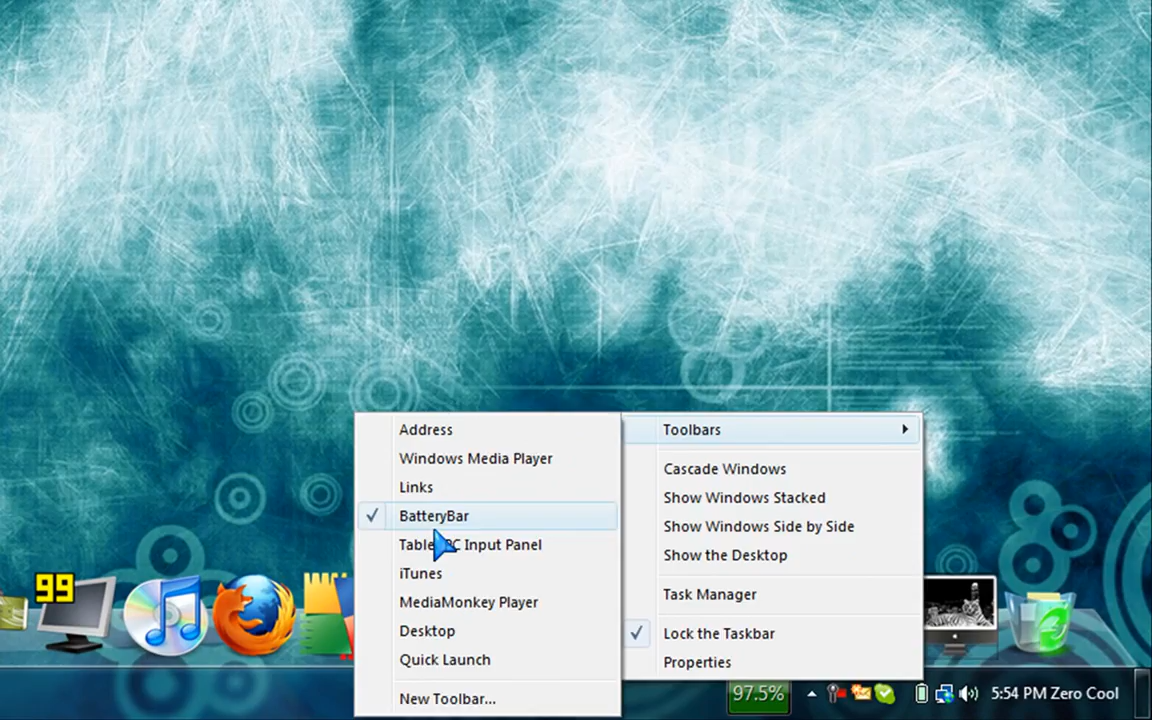 Address
Windows Media Player
Links
BatteryBar
Tablet PC Input Panel
iTunes
MediaMonkey Player
Desktop
Quick Launch
New Toolbar...
Toolbars
Cascade Windows
Show Windows Stacked
Show Windows Side by Side
Show the Desktop
Task Manager
Lock the Taskbar
Properties
99
97.5%
5:54 PM Zero Cool